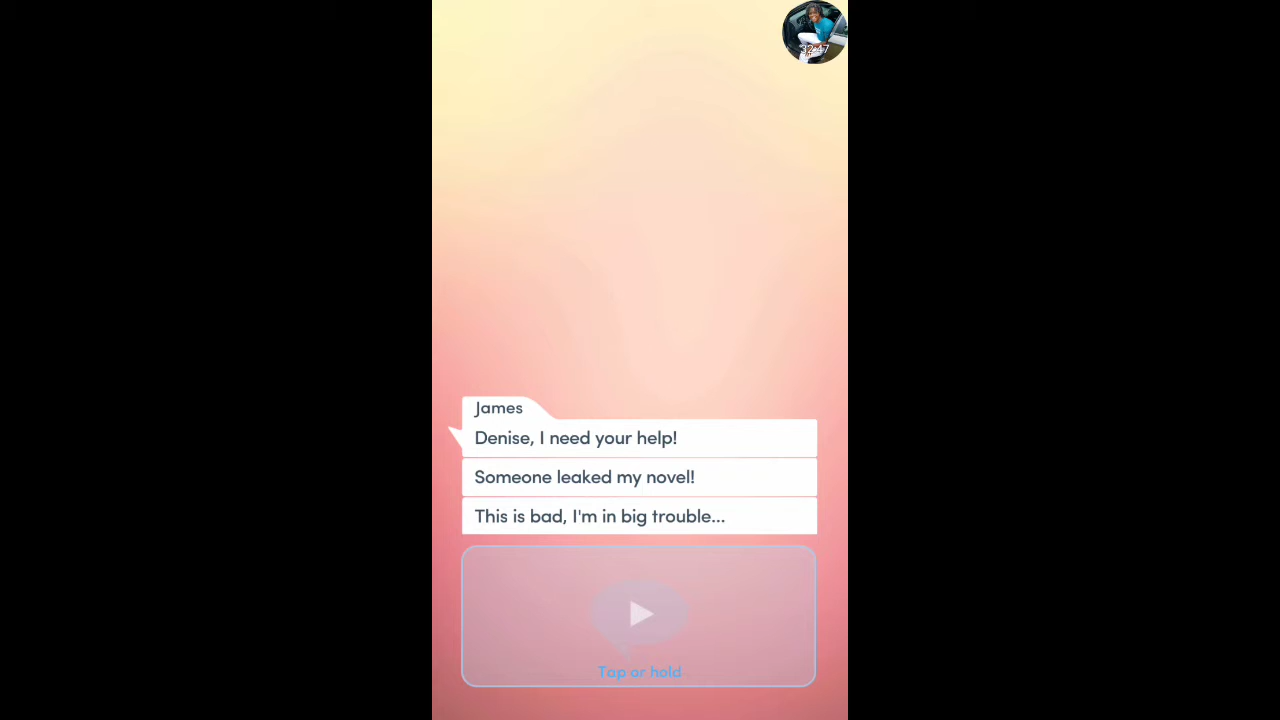 James
Denise, I need your help!
Someone leaked my novel!
This is bad, I'm in big trouble...
Tap or hold